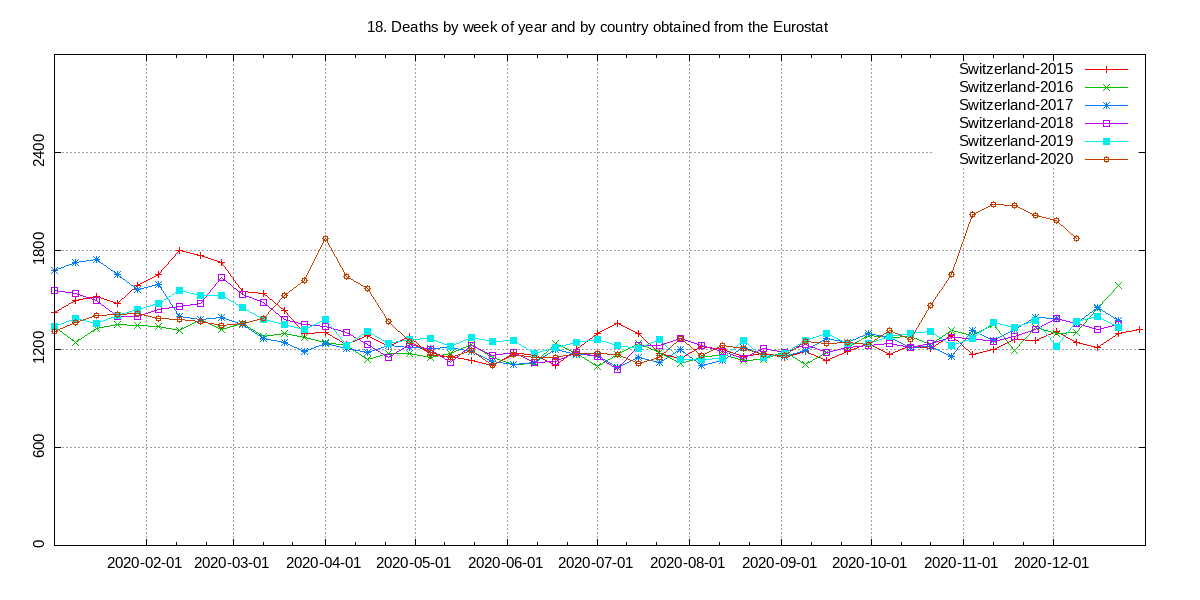 18. Deaths by week of year and by country obtained from the Eurostat
Switzerland-2015
Switzerland-2016
Switzerland-2017
Switzerland-2018
Switzerland-2019
Switzerland-2020
2400
1800
1200
600
0
2020-02-01 2020-03-01 2020-04-01 2020-05-01 2020-06-01 2020-07-01 2020-08-01 2020-09-01 2020-10-01 2020-11-01 2020-12-01